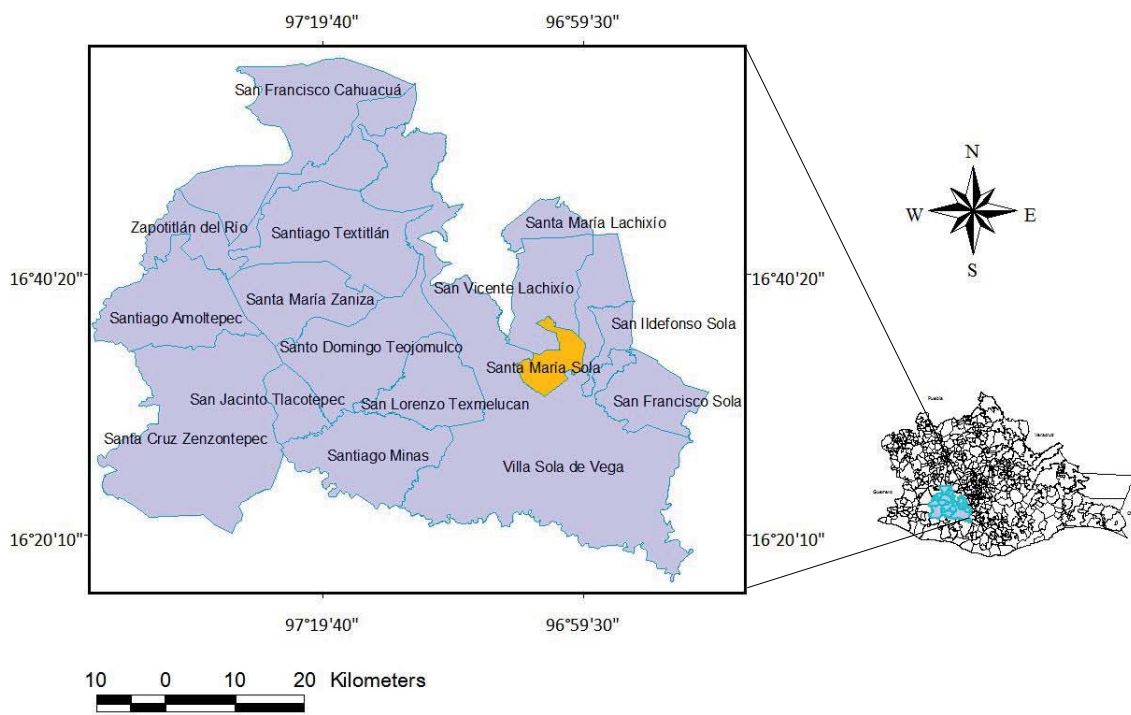 97°19'40" 96°59'30"
San Francisco Cahuacuá
N
W E
S
Santa María Lachixío
Zapotitlán del Río
Santiago Textitlán
16°40'20" 16°40'20"
San Vicente Lachixío
Santa María Zaniza
Santiago Amoltepec
San Ildefonso Sola
Santo Domingo Teojomulco
Santa María Sola
San Jacinto Tlacotepec
San Lorenzo Texmelucan
San Francisco Sola
Puebla
Veracruz
Santa Cruz Zenzontepec
Santiago Minas
Villa Sola de Vega
Guerrero
16°20'10" 16°20'10"
97°19'40" 96°59'30"
10 0 10 20 Kilometers